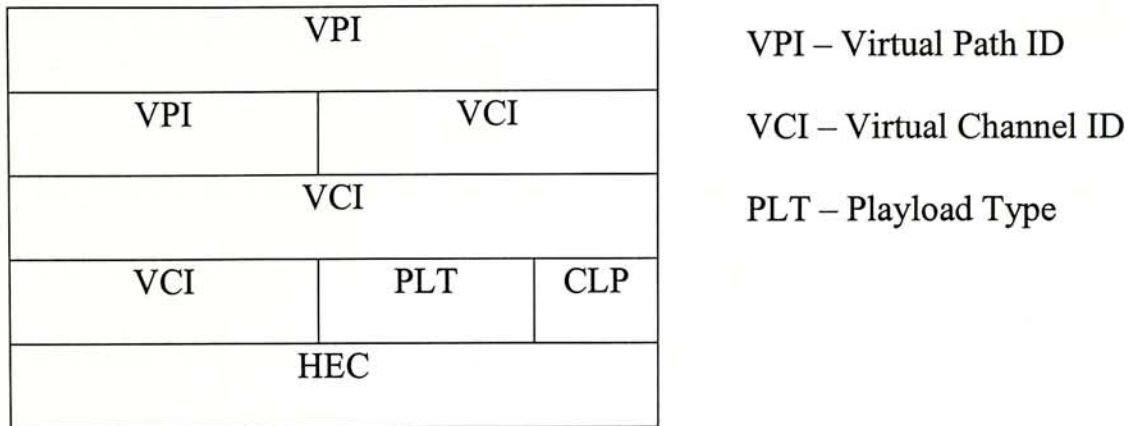 VPI
VPI VCI
VCI
VCI PLT CLP
HEC
VPI – Virtual Path ID
VCI – Virtual Channel ID
PLT – Playload Type